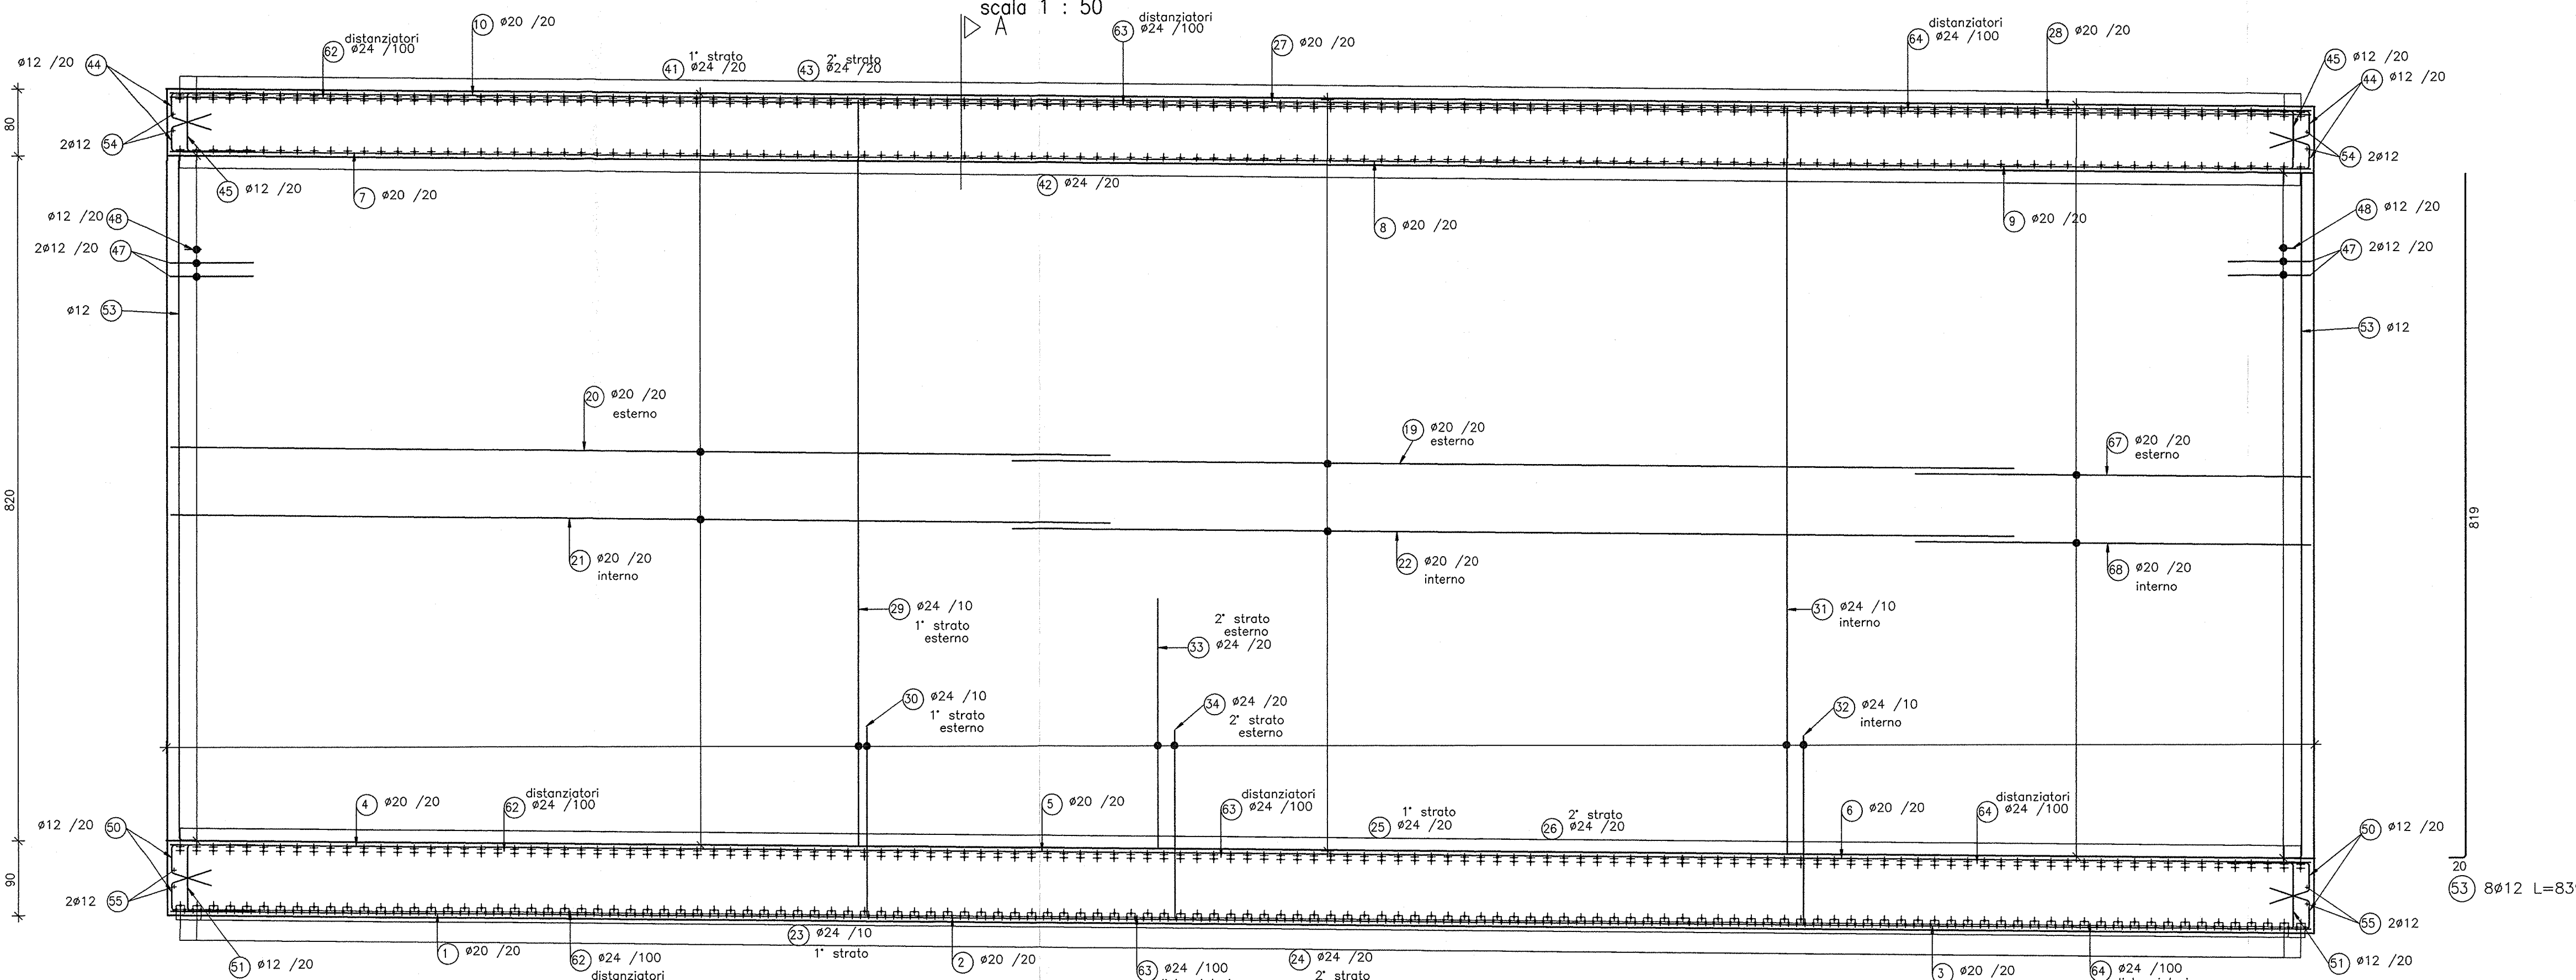 scala 1 : 50
A
10 ø20 /20
distanziatori
62 ø24 /100
1° strato
41 ø24 /20
2° strato
43 ø24 /20
distanziatori
63 ø24 /100
27 ø20 /20
distanziatori
64 ø24 /100
28 ø20 /20
ø12 /20 44
45 ø12 /20
44 ø12 /20
80
2ø12 54
54 2ø12
45 ø12 /20
7 ø20 /20
42 ø24 /20
8 ø20 /20
9 ø20 /20
ø12 /20 48
2ø12 /20 47
48 ø12 /20
47 2ø12 /20
ø12 53
53 ø12
20 ø20 /20
esterno
19 ø20 /20
esterno
67 ø20 /20
esterno
820
819
21 ø20 /20
interno
22 ø20 /20
interno
68 ø20 /20
interno
29 ø24 /10
1° strato
esterno
2° strato
esterno
33 ø24 /20
31 ø24 /10
interno
30 ø24 /10
1° strato
esterno
34 ø24 /20
2° strato
esterno
32 ø24 /10
interno
4 ø20 /20
distanziatori
62 ø24 /100
5 ø20 /20
distanziatori
63 ø24 /100
1° strato
25 ø24 /20
2° strato
26 ø24 /20
6 ø20 /20
distanziatori
64 ø24 /100
ø12 /20 50
50 ø12 /20
90
2ø12 55
55 2ø12
20
53 8ø12 L=83
51 ø12 /20
1 ø20 /20
62 ø24 /100
distanziatori
23 ø24 /10
1° strato
2 ø20 /20
63 ø24 /100
24 ø24 /20
2° strato
3 ø20 /20
64 ø24 /100
51 ø12 /20